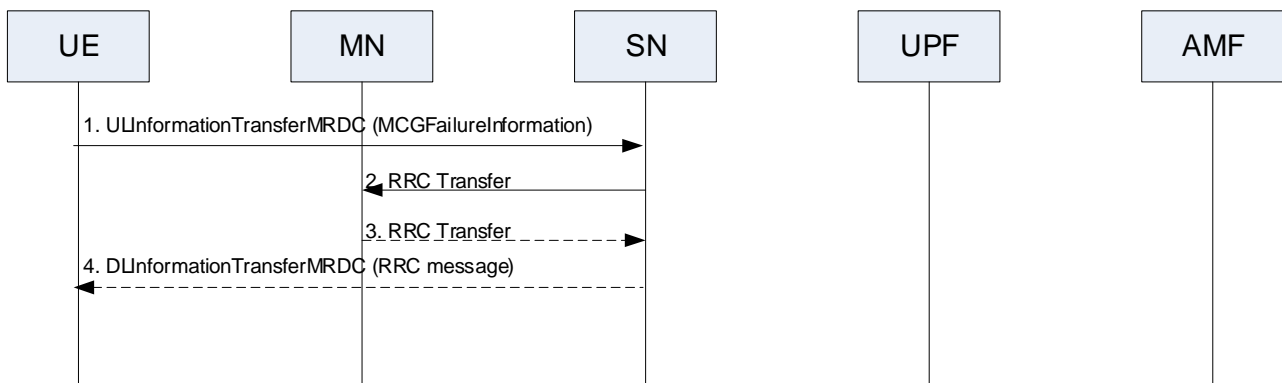 UE
MN
SN
UPF
AMF
1. ULInformationTransferMRDC (MCGFailureInformation)
2. RRC Transfer
3. RRC Transfer
4. DLInformationTransferMRDC (RRC message)